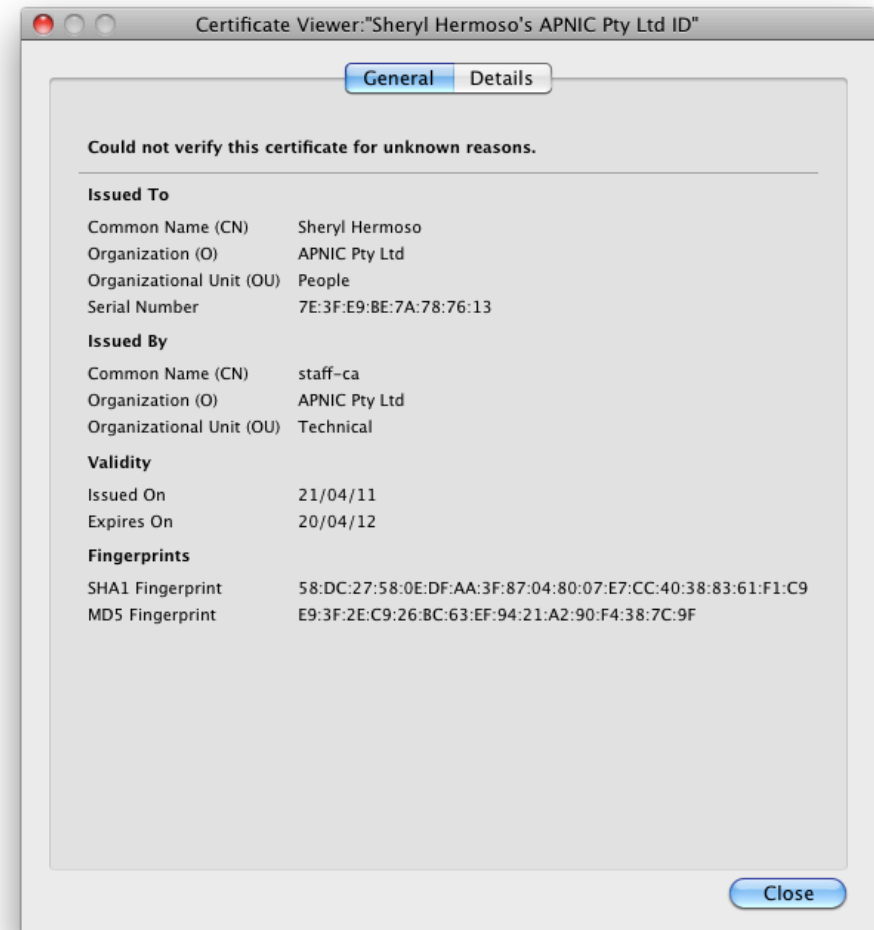 Certificate Viewer:"Sheryl Hermoso's APNIC Pty Ltd ID"
General Details
Could not verify this certificate for unknown reasons.
Issued To
Common Name (CN) Sheryl Hermoso
Organization (O) APNIC Pty Ltd
Organizational Unit (OU) People
Serial Number 7E:3F:E9:BE:7A:78:76:13
Issued By
Common Name (CN) staff-ca
Organization (O) APNIC Pty Ltd
Organizational Unit (OU) Technical
Validity
Issued On 21/04/11
Expires On 20/04/12
Fingerprints
SHA1 Fingerprint 58:DC:27:58:0E:DF:AA:3F:87:04:80:07:E7:CC:40:38:83:61:F1:C9
MD5 Fingerprint E9:3F:2E:C9:26:BC:63:EF:94:21:A2:90:F4:38:7C:9F
Close